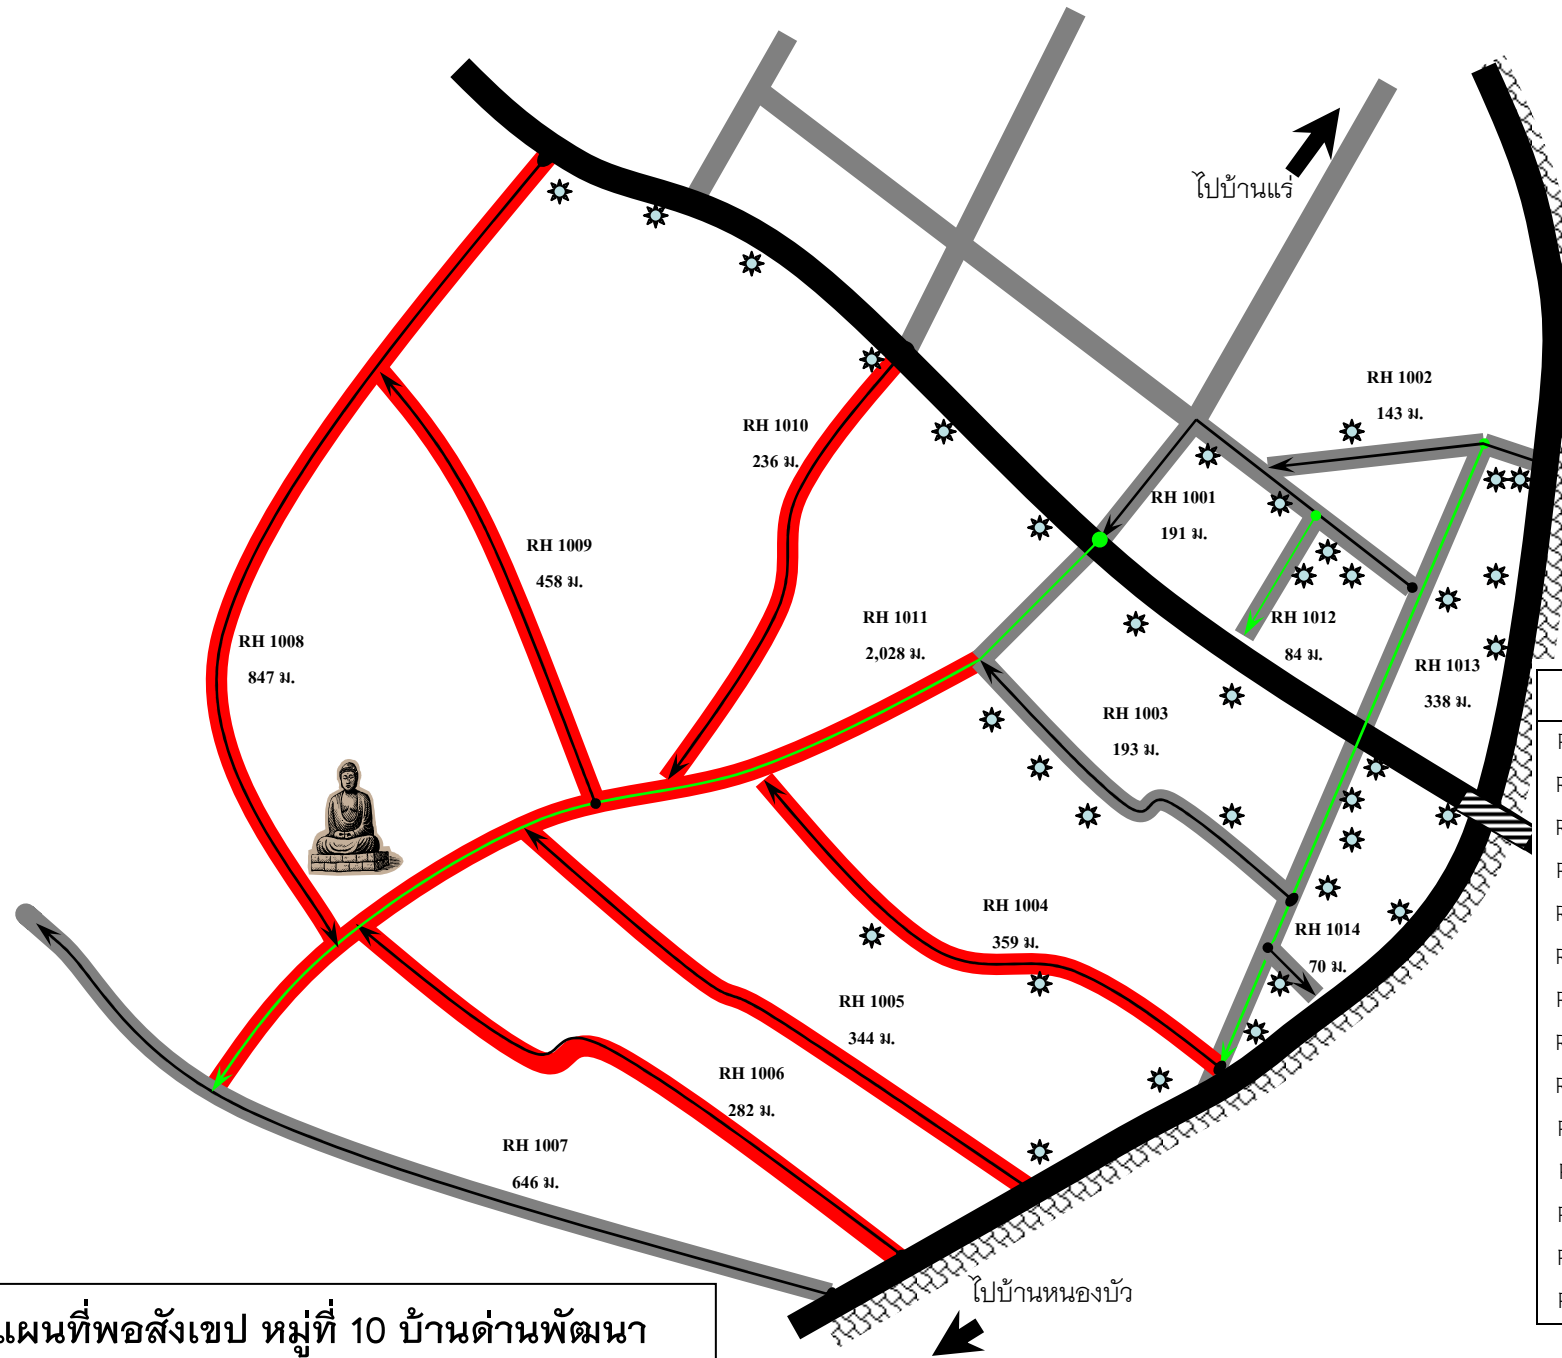 ไปบ้านแร่
RH 1002
143 ม.
RH 1010
236 ม.
RH 1001
191 ม.
RH 1009
458 ม.
RH 1011
2,028 ม.
RH 1012
84 ม.
RH 1008
847 ม.
RH 1013
338 ม.
RH 1003
193 ม.
RH 1004
359 ม.
RH 1014
70 ม.
RH 1005
344 ม.
RH 1006
282 ม.
RH 1007
646 ม.
ไปบ้านหนองบัว
แผนที่พอสังเขป หมู่ที่ 10 บ้านด่านพัฒนา